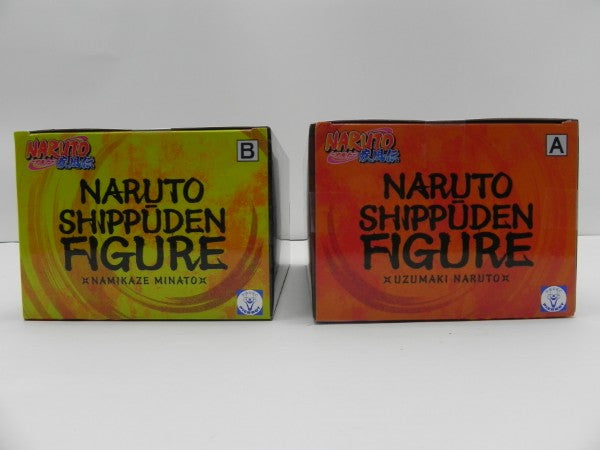 NARUTO
B
NARUTO
SHIPPŪDEN
FIGURE
NAMIKAZE MINATO
NARUTO
A
NARUTO
SHIPPŪDEN
FIGURE
UZUMAKI NARUTO